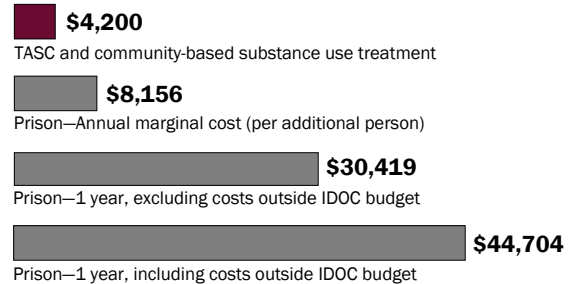 $4,200
TASC and community-based substance use treatment
$8,156
Prison—Annual marginal cost (per additional person)
$30,419
Prison—1 year, excluding costs outside IDOC budget
$44,704
Prison—1 year, including costs outside IDOC budget